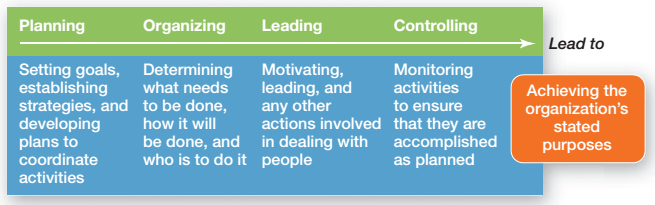 Planning
Organizing
Leading
Controlling
Lead to
Setting goals,
establishing
strategies, and
developing
plans to
coordinate
activities
Determining
what needs
to be done,
how it will
be done, and
who is to do it
Motivating,
leading, and
any other
actions involved
in dealing with
people
Monitoring
activities
to ensure
that they are
accomplished
as planned
Achieving the
organization's
stated
purposes